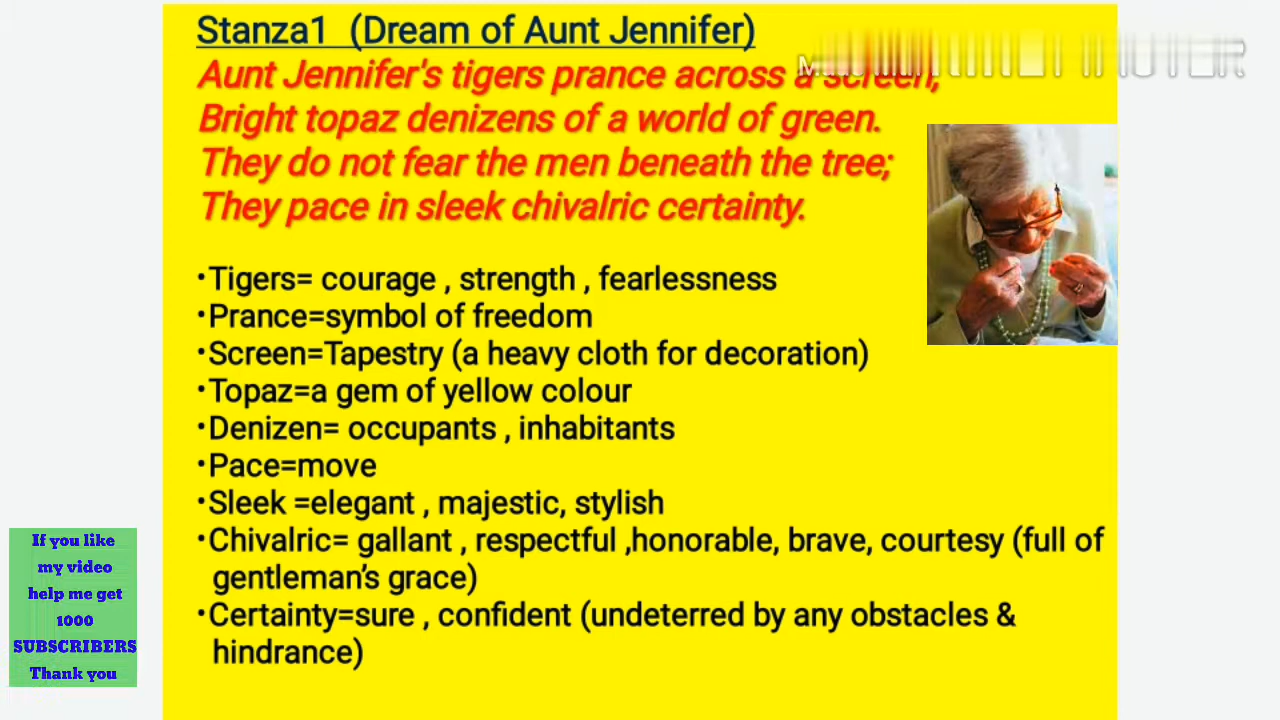 Stanza1 (Dream of Aunt Jennifer)
Aunt Jennifer's tigers prance across a screen,
Bright topaz denizens of a world of green.
They do not fear the men beneath the tree;
They pace in sleek chivalric certainty.
•Tigers= courage , strength , fearlessness
•Prance=symbol of freedom
•Screen=Tapestry (a heavy cloth for decoration)
•Topaz=a gem of yellow colour
•Denizen= occupants , inhabitants
•Pace=move
•Sleek =elegant , majestic, stylish
•Chivalric= gallant , respectful ,honorable, brave, courtesy (full of
gentleman's grace)
•Certainty=sure , confident (undeterred by any obstacles &
hindrance)
If you like
my video
help me get
1000
SUBSCRIBERS
Thank you